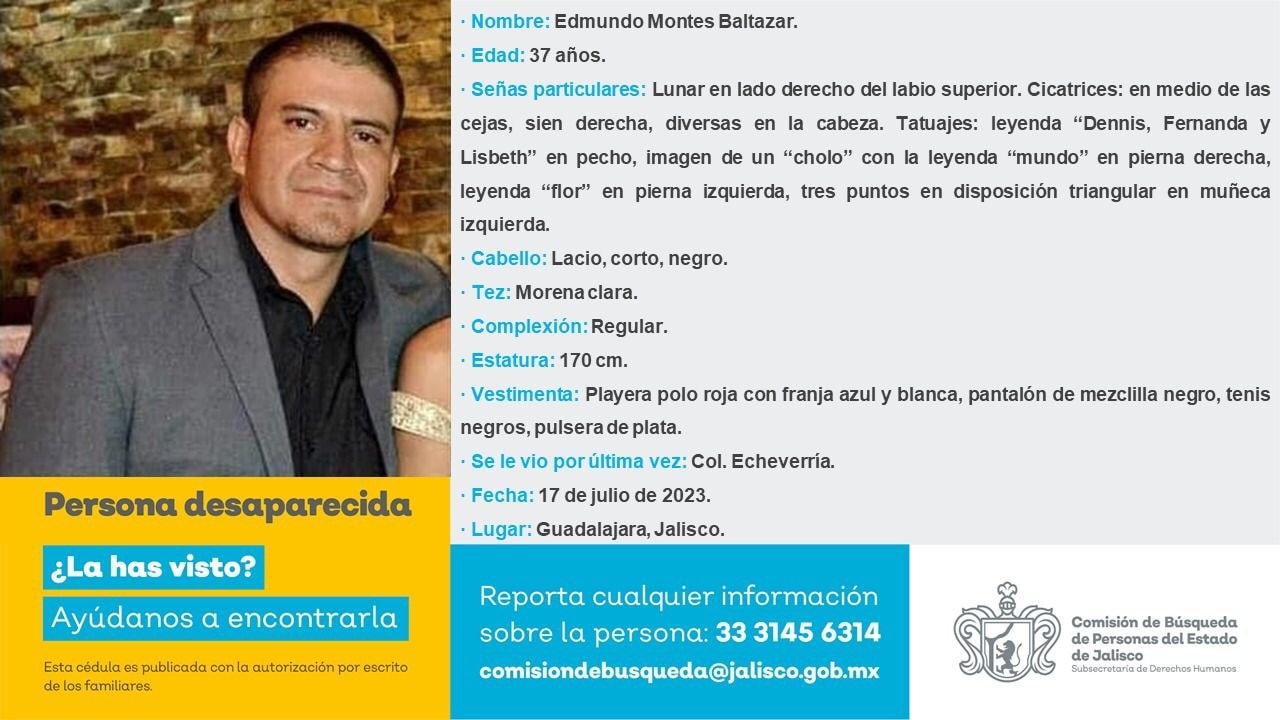 · Nombre: Edmundo Montes Baltazar.
· Edad: 37 años.
· Señas particulares: Lunar en lado derecho del labio superior. Cicatrices: en medio de las
cejas, sien derecha, diversas en la cabeza. Tatuajes: leyenda “Dennis, Fernanda y
Lisbeth” en pecho, imagen de un “cholo” con la leyenda “mundo” en pierna derecha,
leyenda “flor” en pierna izquierda, tres puntos en disposición triangular en muñeca
izquierda.
· Cabello: Lacio, corto, negro.
· Tez: Morena clara.
· Complexión: Regular.
· Estatura: 170 cm.
· Vestimenta: Playera polo roja con franja azul y blanca, pantalón de mezclilla negro, tenis
negros, pulsera de plata.
· Se le vio por última vez: Col. Echeverría.
· Fecha: 17 de julio de 2023.
· Lugar: Guadalajara, Jalisco.
Persona desaparecida
¿La has visto?
Ayúdanos a encontrarla
Esta cédula es publicada con la autorización por escrito
de los familiares.
Reporta cualquier información
sobre la persona: 33 3145 6314
comisiondebusqueda@jalisco.gob.mx
Comisión de Búsqueda
de Personas del Estado
de Jalisco
Subsecretaría de Derechos Humanos